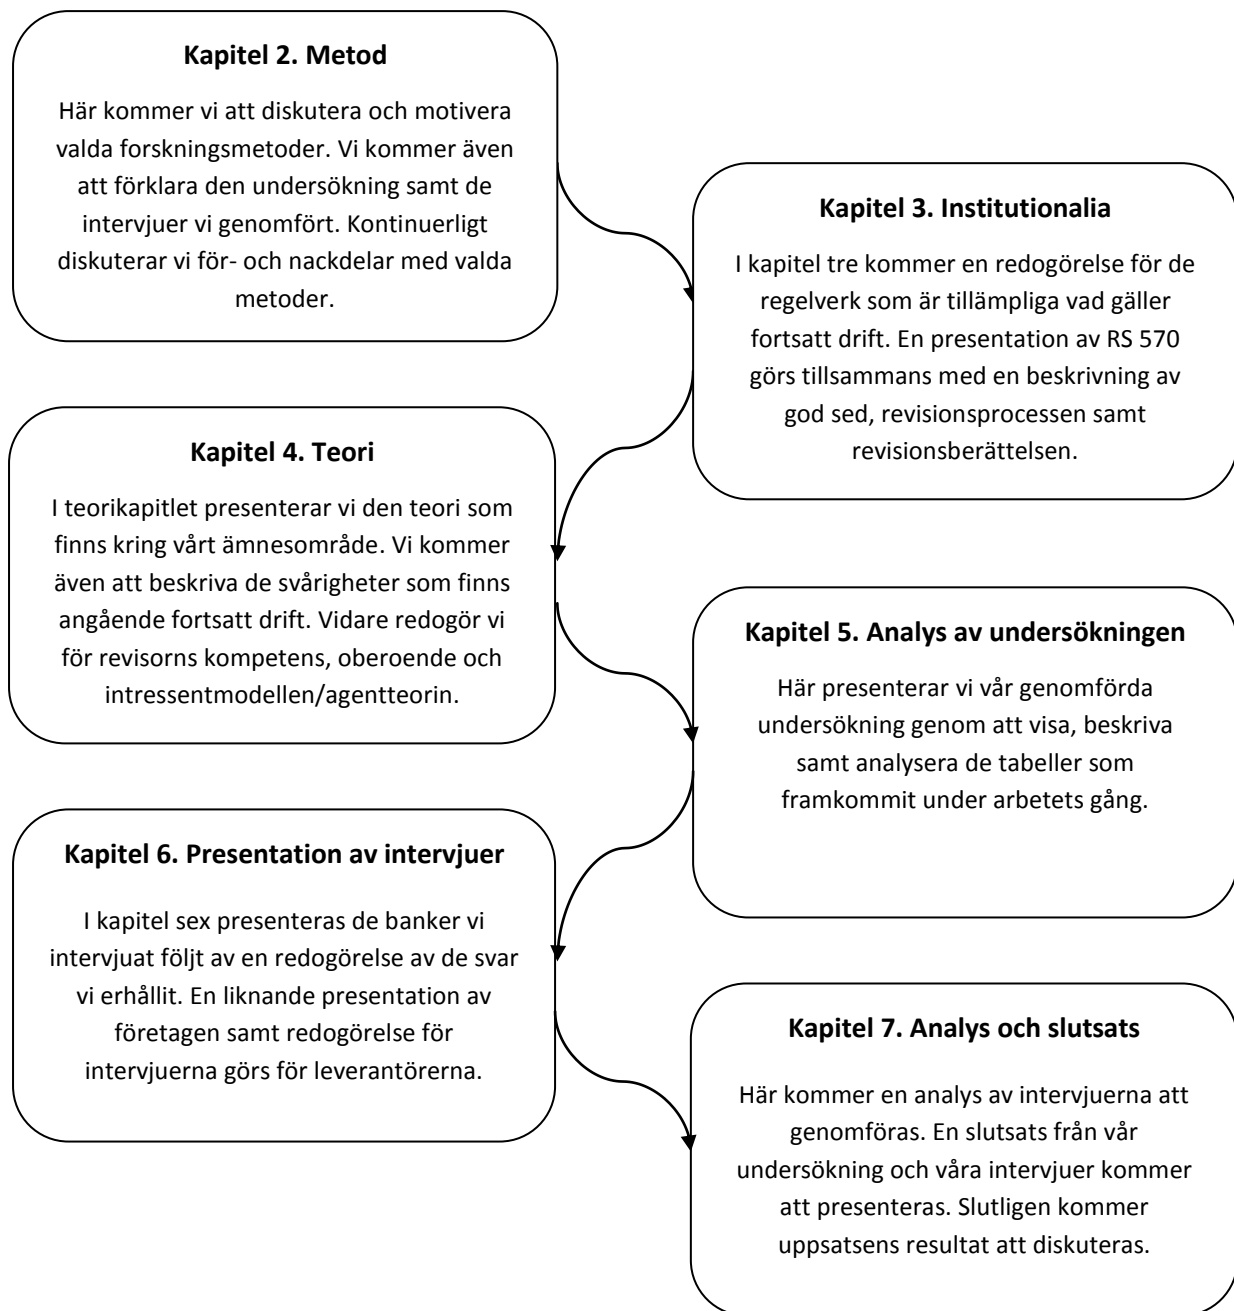 Kapitel 2. Metod
Här kommer vi att diskutera och motivera
valda forskningsmetoder. Vi kommer även
att förklara den undersökning samt de
intervjuer vi genomfört. Kontinuerligt
diskuterar vi för- och nackdelar med valda
metoder.
Kapitel 3. Institutionalia
I kapitel tre kommer en redogörelse för de
regelverk som är tillämpliga vad gäller
fortsatt drift. En presentation av RS 570
görs tillsammans med en beskrivning av
god sed, revisionsprocessen samt
revisionsberättelsen.
Kapitel 4. Teori
I teorikapitlet presenterar vi den teori som
finns kring vårt ämnesområde. Vi kommer
även att beskriva de svårigheter som finns
angående fortsatt drift. Vidare redogör vi
för revisorns kompetens, oberoende och
intressentmodellen/agentteorin.
Kapitel 5. Analys av undersökningen
Här presenterar vi vår genomförda
undersökning genom att visa, beskriva
samt analysera de tabeller som
framkommit under arbetets gång.
Kapitel 6. Presentation av intervjuer
I kapitel sex presenteras de banker vi
intervjuat följt av en redogörelse av de svar
vi erhållit. En liknande presentation av
företagen samt redogörelse för
intervjuerna görs för leverantörerna.
Kapitel 7. Analys och slutsats
Här kommer en analys av intervjuerna att
genomföras. En slutsats från vår
undersökning och våra intervjuer kommer
att presenteras. Slutligen kommer
uppsatsens resultat att diskuteras.